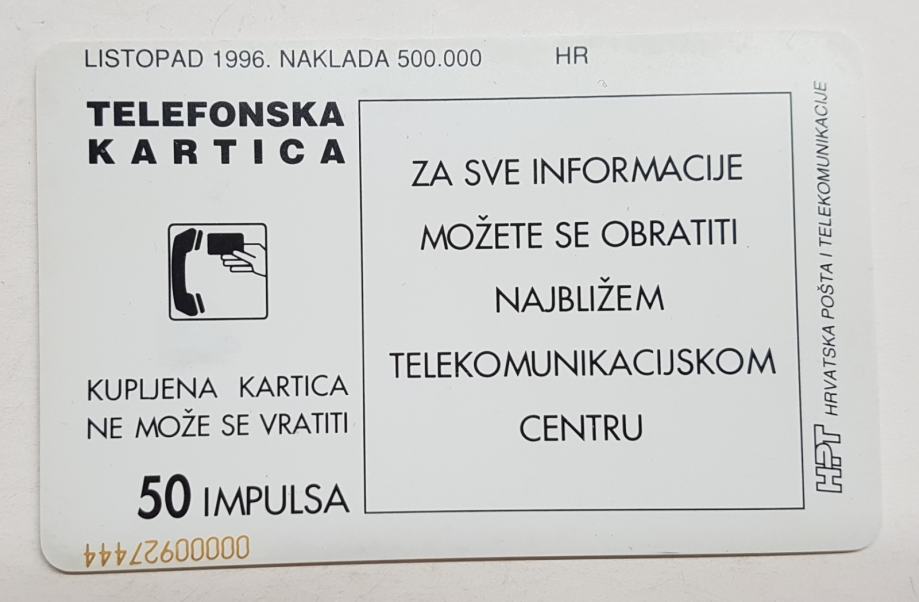 LISTOPAD 1996. NAKLADA 500.000 HR
TELEFONSKA
KARTICA
KUPLJENA KARTICA
NE MOŽE SE VRATITI
50 IMPULSA
000000927444
ZA SVE INFORMACIJE
MOŽETE SE OBRATITI
NAJBLIŽEM
TELEKOMUNIKACIJSKOM
CENTRU
HPT HRVATSKA POŠTA I TELEKOMUNIKACIJE